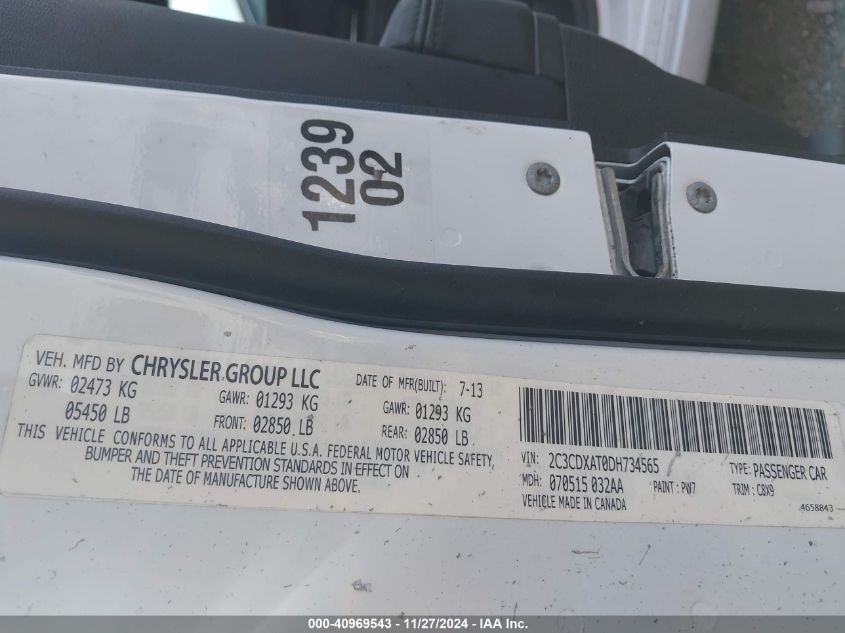 1239
02
VEH. MFD BY CHRYSLER GROUP LLC
DATE OF MFR(BUILT): 7-13
GVWR: 02473 KG
GAWR: 01293 KG
GAWR: 01293 KG
05450 LB
FRONT: 02850 LB
REAR: 02850 LB
THIS VEHICLE CONFORMS TO ALL APPLICABLE U.S.A. FEDERAL MOTOR VEHICLE SAFETY,
BUMPER AND THEFT PREVENTION STANDARDS IN EFFECT ON
THE DATE OF MANUFACTURE SHOWN ABOVE.
VIN: 2C3CDXAT0DH734565
TYPE: PASSENGER CAR
MDH: 070515 032AA
PAINT: PW7
TRIM: C8X9
VEHICLE MADE IN CANADA
4658843
000-40969543 - 11/27/2024 - IAA Inc.